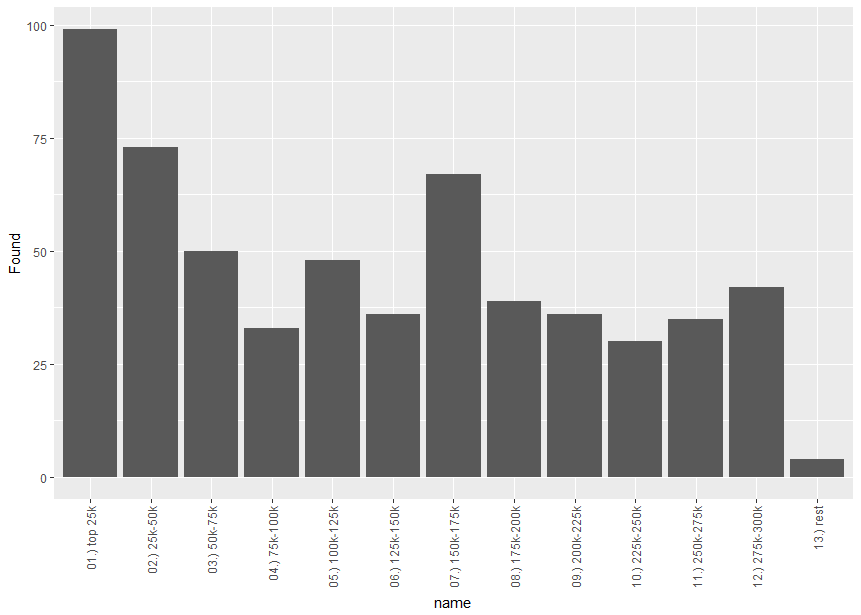 100
75
50
25
0
Found
01.) top 25k
02.) 25k-50k
03.) 50k-75k
04.) 75k-100k
05.) 100k-125k
06.) 125k-150k
07.) 150k-175k
08.) 175k-200k
09.) 200k-225k
10.) 225k-250k
11.) 250k-275k
12.) 275k-300k
13.) rest
name